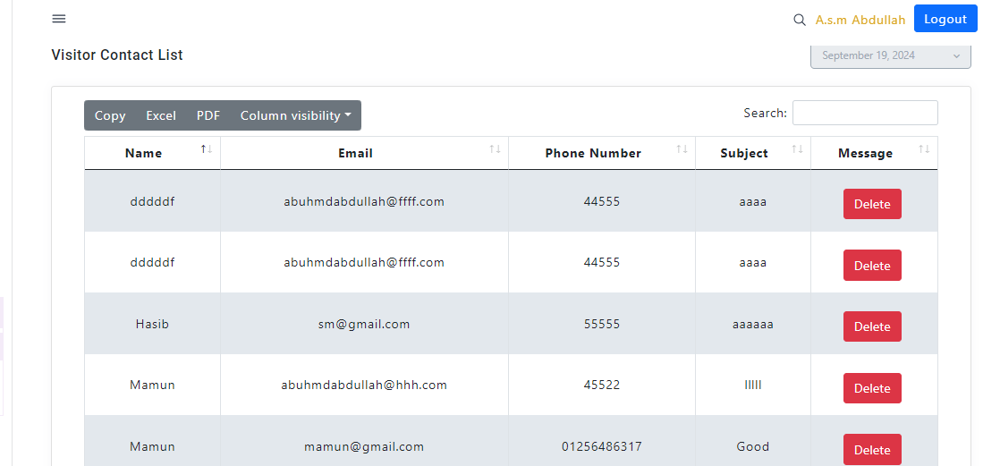 A.s.m Abdullah Logout
Visitor Contact List September 19, 2024
Copy Excel PDF Column visibility Search:
Name Email Phone Number Subject Message
dddddf abuhmdabdullah@ffff.com 44555 aaaa Delete
dddddf abuhmdabdullah@ffff.com 44555 aaaa Delete
Hasib sm@gmail.com 55555 aaaaaa Delete
Mamun abuhmdabdullah@hhh.com 45522 lllll Delete
Mamun mamun@gmail.com 01256486317 Good Delete